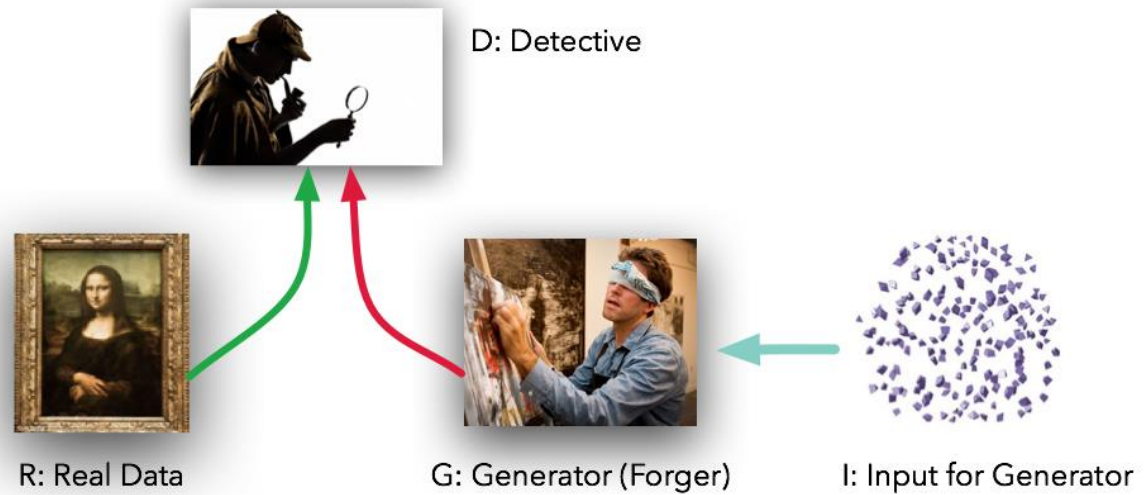 D: Detective
R: Real Data
G: Generator (Forger)
I: Input for Generator